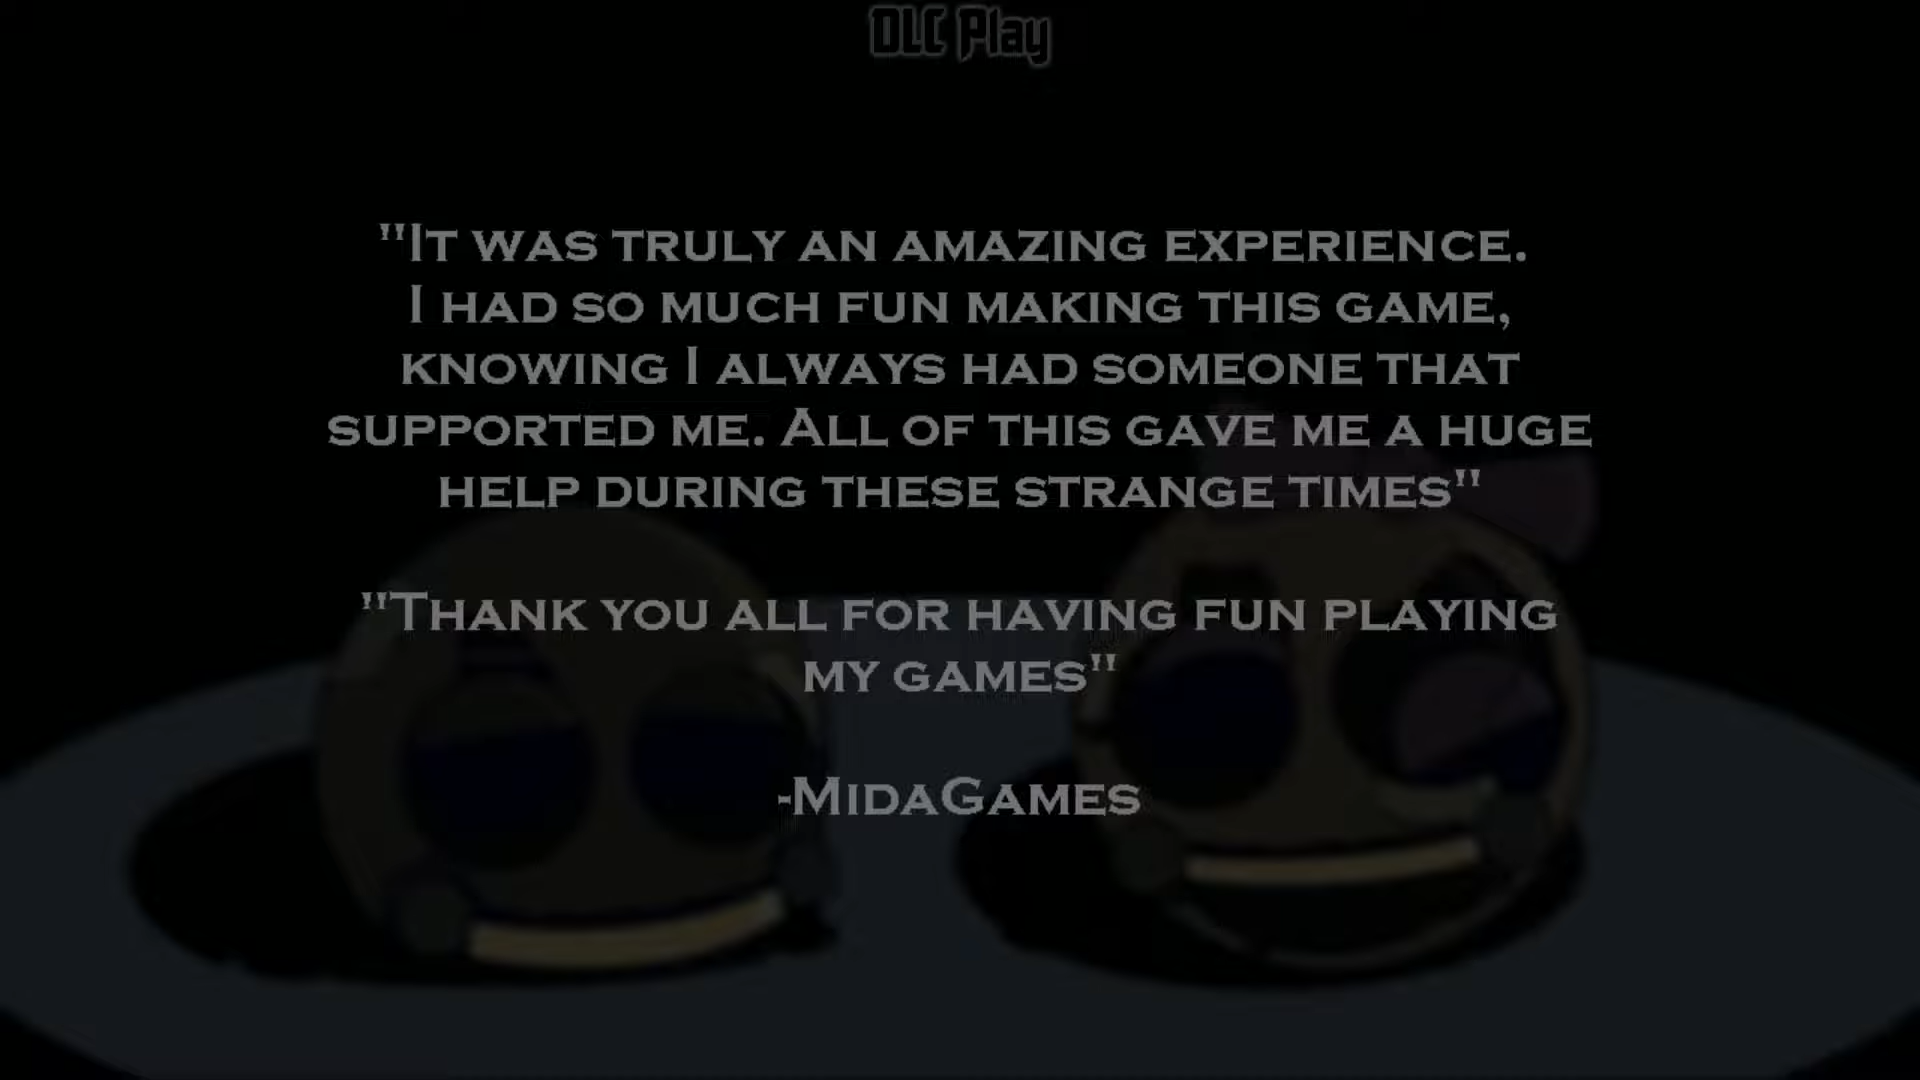 DLC Play
"It was truly an amazing experience.
I had so much fun making this game,
knowing I always had someone that
supported me. All of this gave me a huge
help during these strange times"
"Thank you all for having fun playing
my games"
-MidaGames